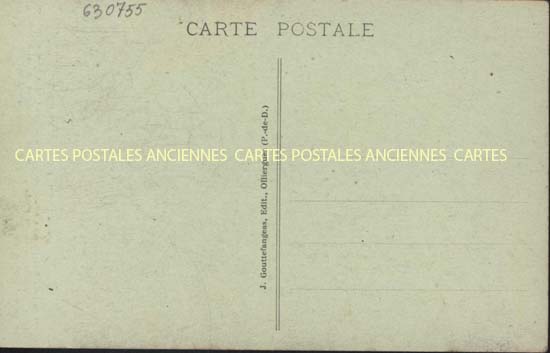 630755
CARTE POSTALE
CARTES POSTALES ANCIENNES CARTES POSTALES ANCIENNES CARTES
J. Gouttefangeas, Edit., Olliergues (P.-de-D.)